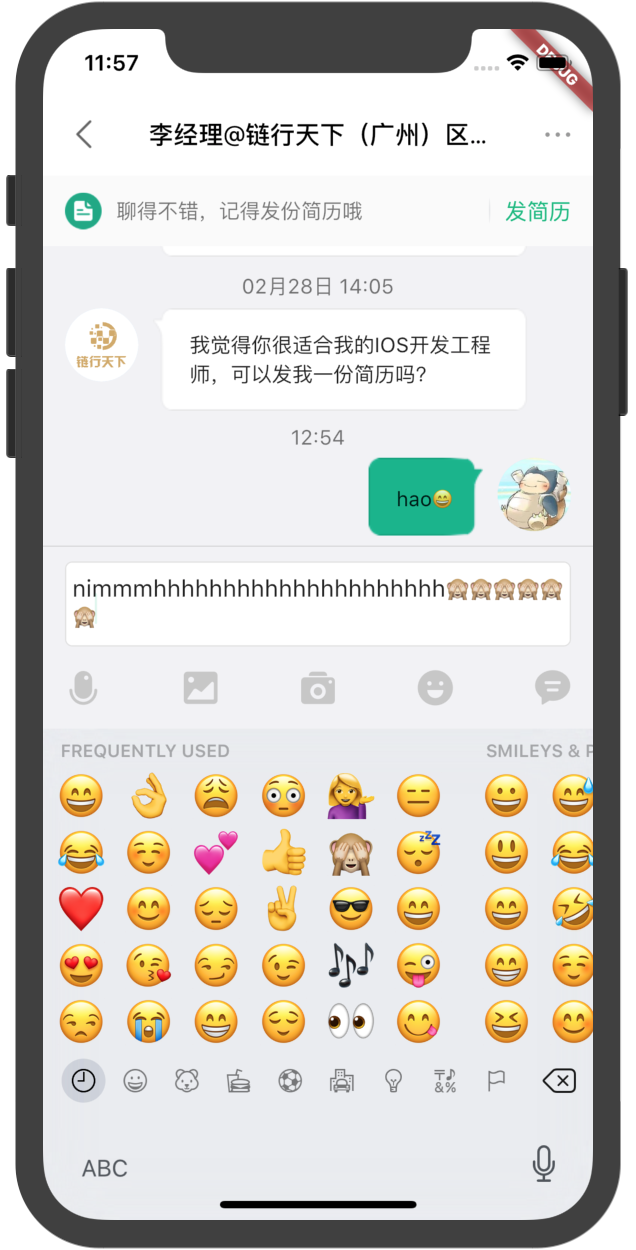 11:57
DEBUG
李经理@链行天下（广州）区...
聊得不错，记得发份简历哦
发简历
02月28日 14:05
链行天下
我觉得你很适合我的IOS开发工程
师，可以发我一份简历吗?
12:54
hao😄
nimmmhhhhhhhhhhhhhhhhhhhhh🙈🙈🙈🙈🙈
🙈
FREQUENTLY USED
SMILEYS & P
ABC